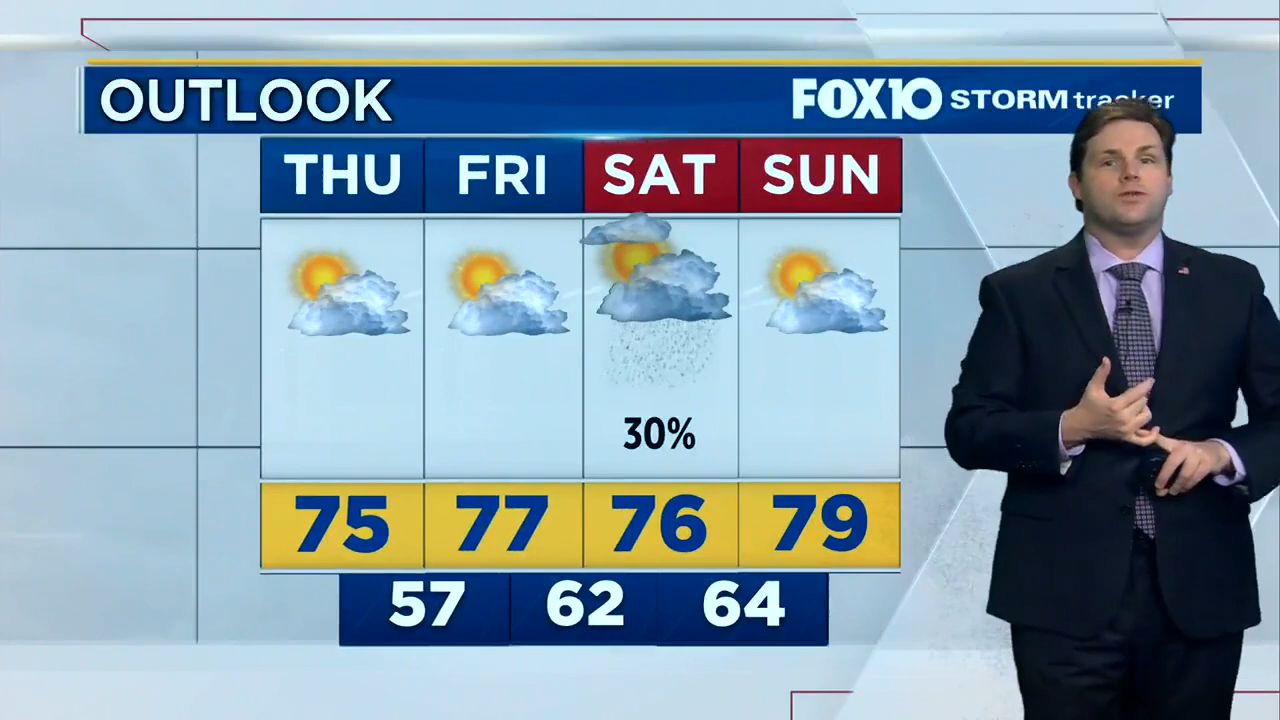 OUTLOOK
FOX10 STORM tracker
THU FRI SAT SUN
30%
75 77 76 79
57 62 64